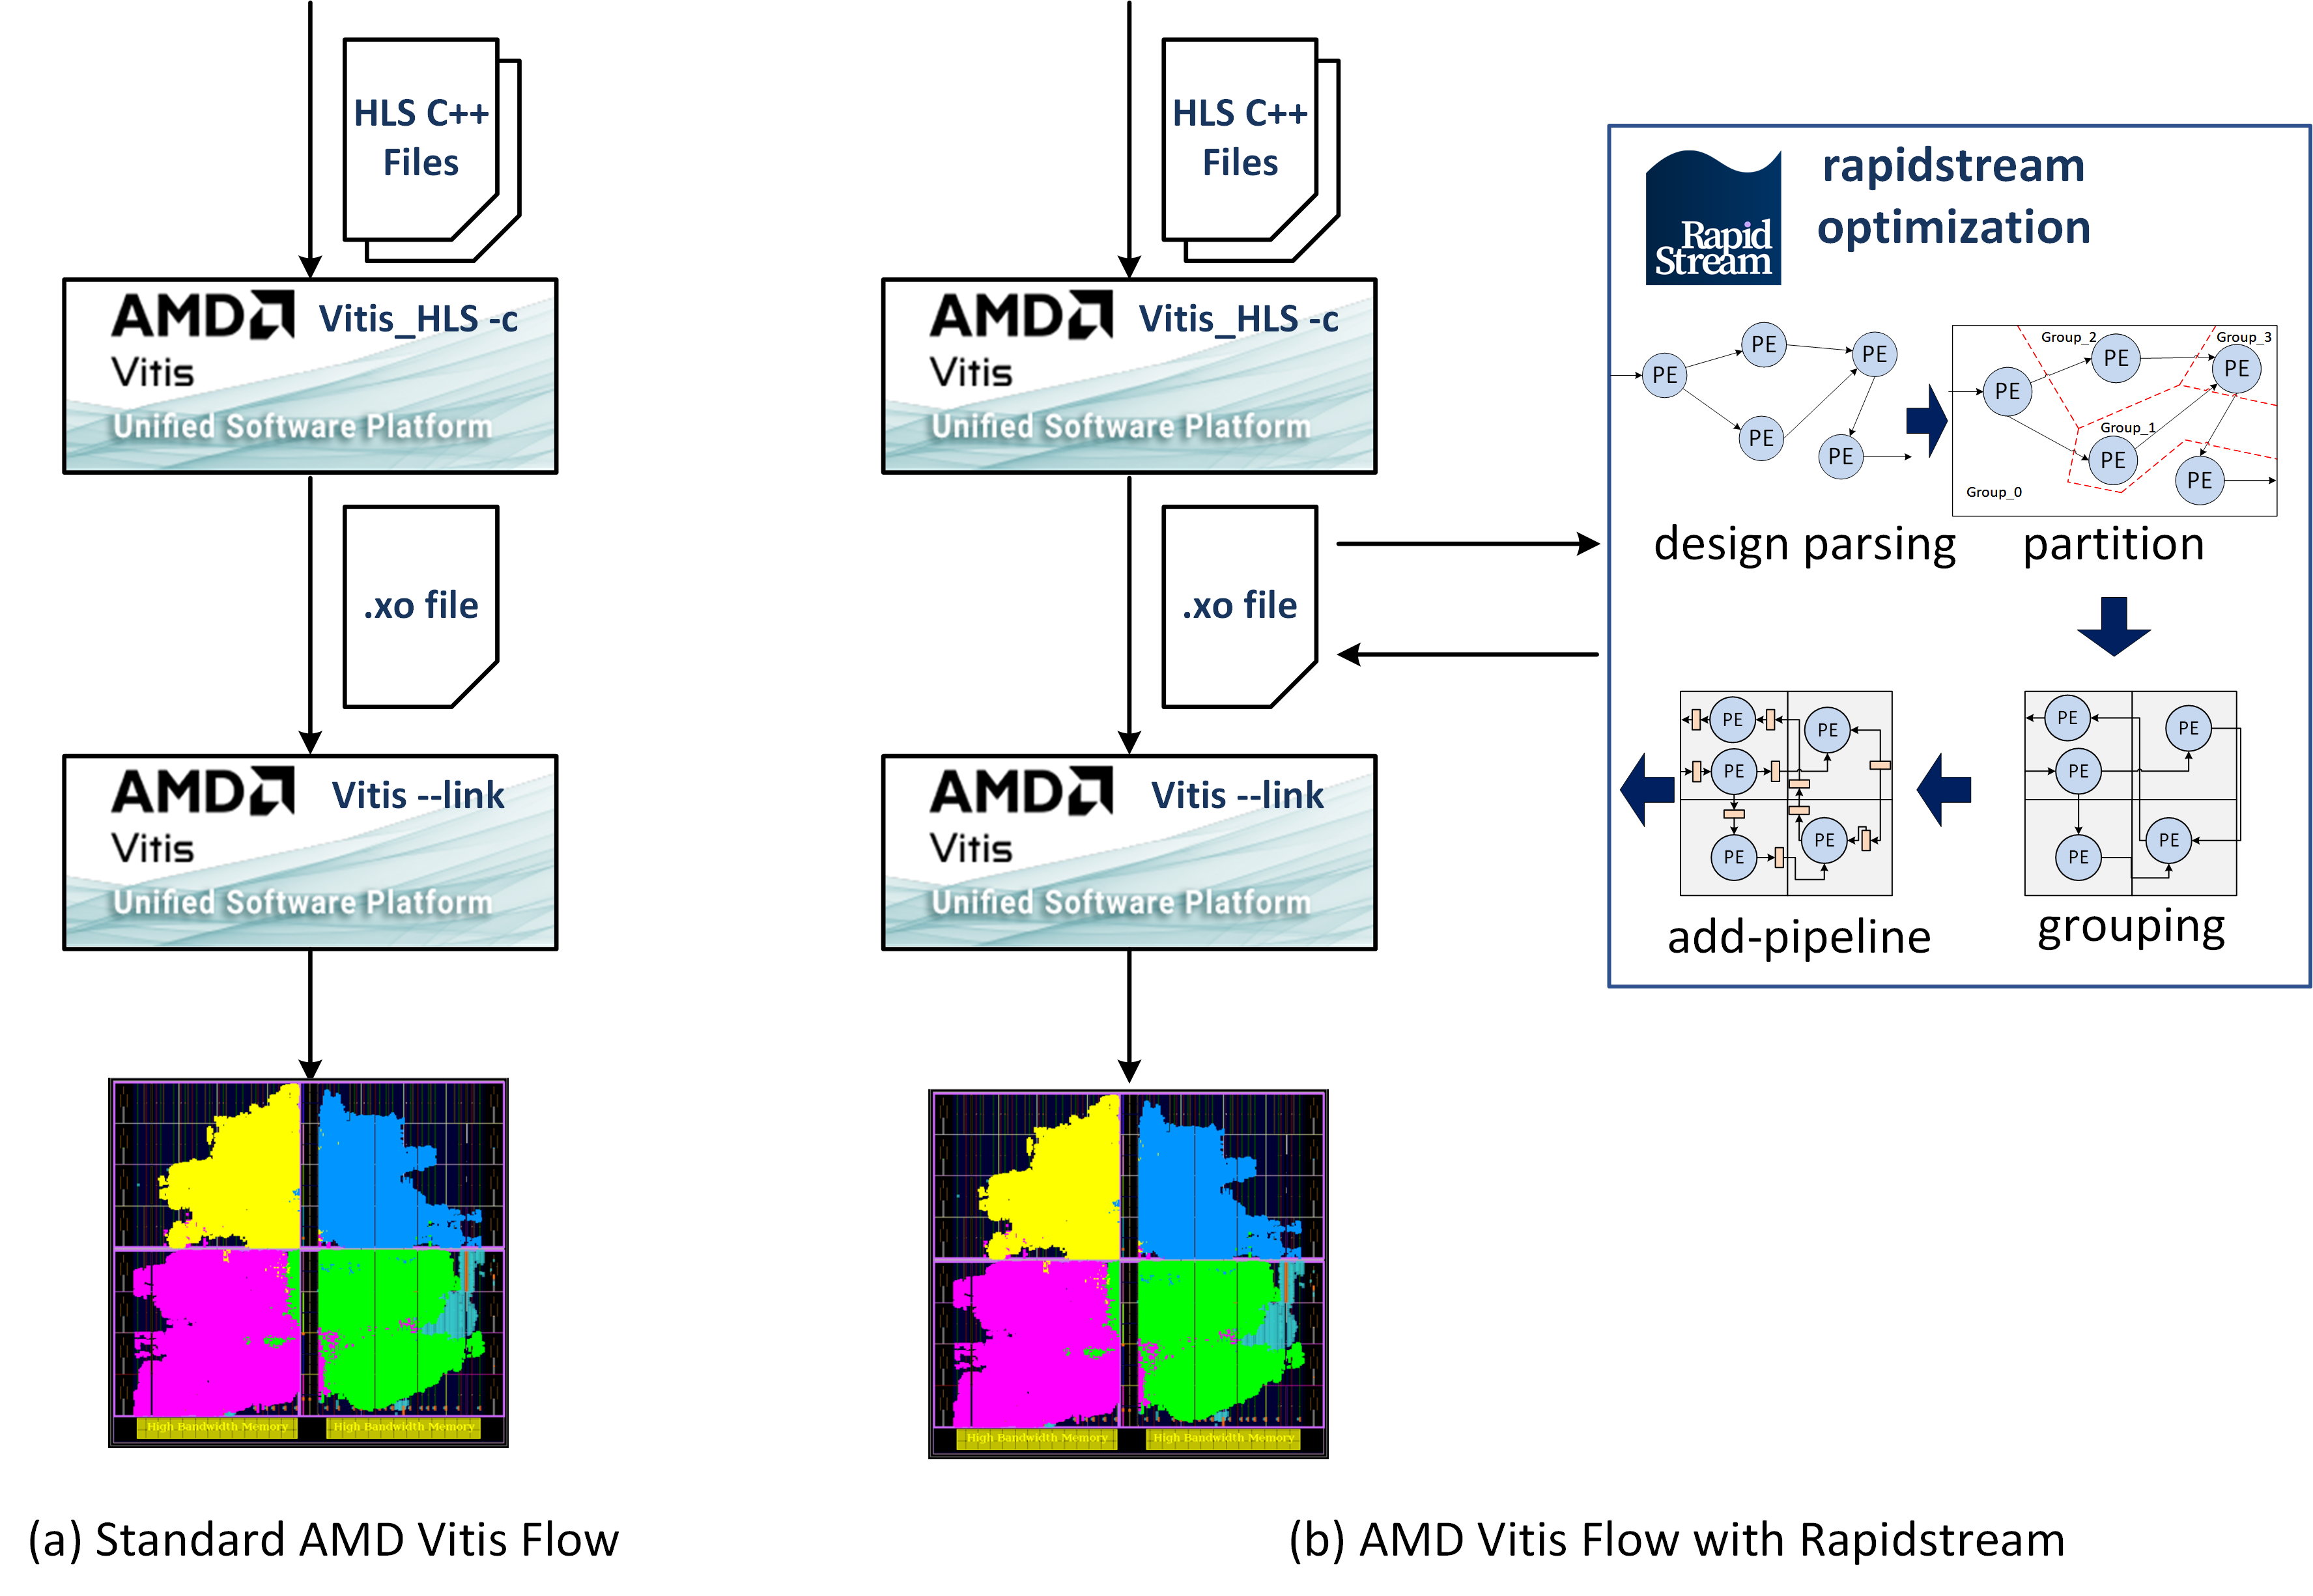 HLS C++
Files
AMD
Vitis_HLS -c
Vitis
Unified Software Platform
.xo file
AMD
Vitis --link
Vitis
Unified Software Platform
High Bandwidth Memory
High Bandwidth Memory
(a) Standard AMD Vitis Flow
HLS C++
Files
AMD
Vitis_HLS -c
Vitis
Unified Software Platform
.xo file
AMD
Vitis --link
Vitis
Unified Software Platform
High Bandwidth Memory
High Bandwidth Memory
Rapid
Stream
rapidstream
optimization
PE
PE
PE
PE
PE
design parsing
Group_2
Group_3
PE
PE
PE
Group_1
PE
PE
Group_0
partition
PE
PE
PE
PE
PE
grouping
PE
PE
PE
PE
PE
add-pipeline
(b) AMD Vitis Flow with Rapidstream